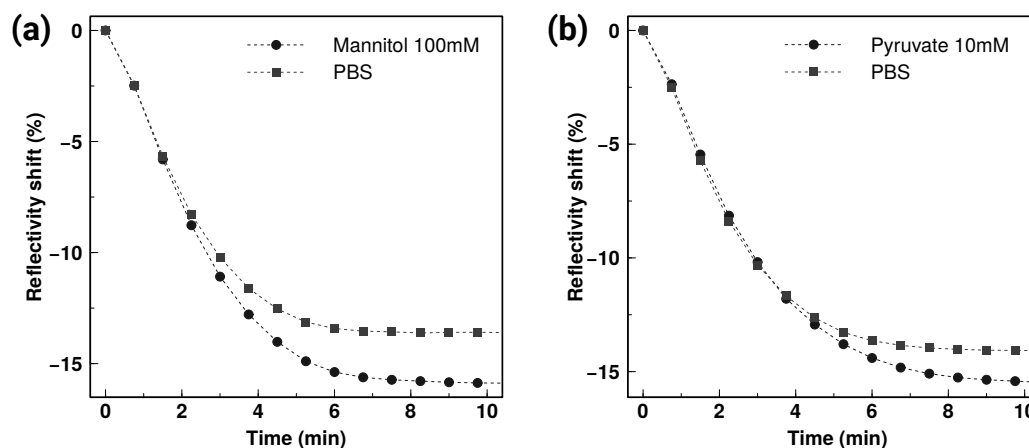 (a)
Mannitol 100mM
PBS
Reflectivity shift (%)
0
−5
−10
−15
0 2 4 6 8 10
Time (min)
(b)
Pyruvate 10mM
PBS
Reflectivity shift (%)
0
−5
−10
−15
0 2 4 6 8 10
Time (min)